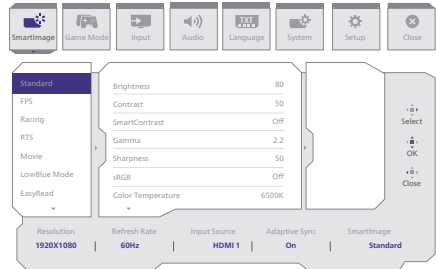 SmartImage Game Mode Input Audio TXT Language System Setup Close
Standard
FPS
Racing
RTS
Movie
LowBlue Mode
EasyRead
Brightness 80
Contrast 50
SmartContrast Off
Gamma 2.2
Sharpness 50
sRGB Off
Color Temperature 6500K
Select
OK
Close
Resolution Refresh Rate Input Source Adaptive Sync SmartImage
1920X1080 | 60Hz | HDMI 1 | On | Standard